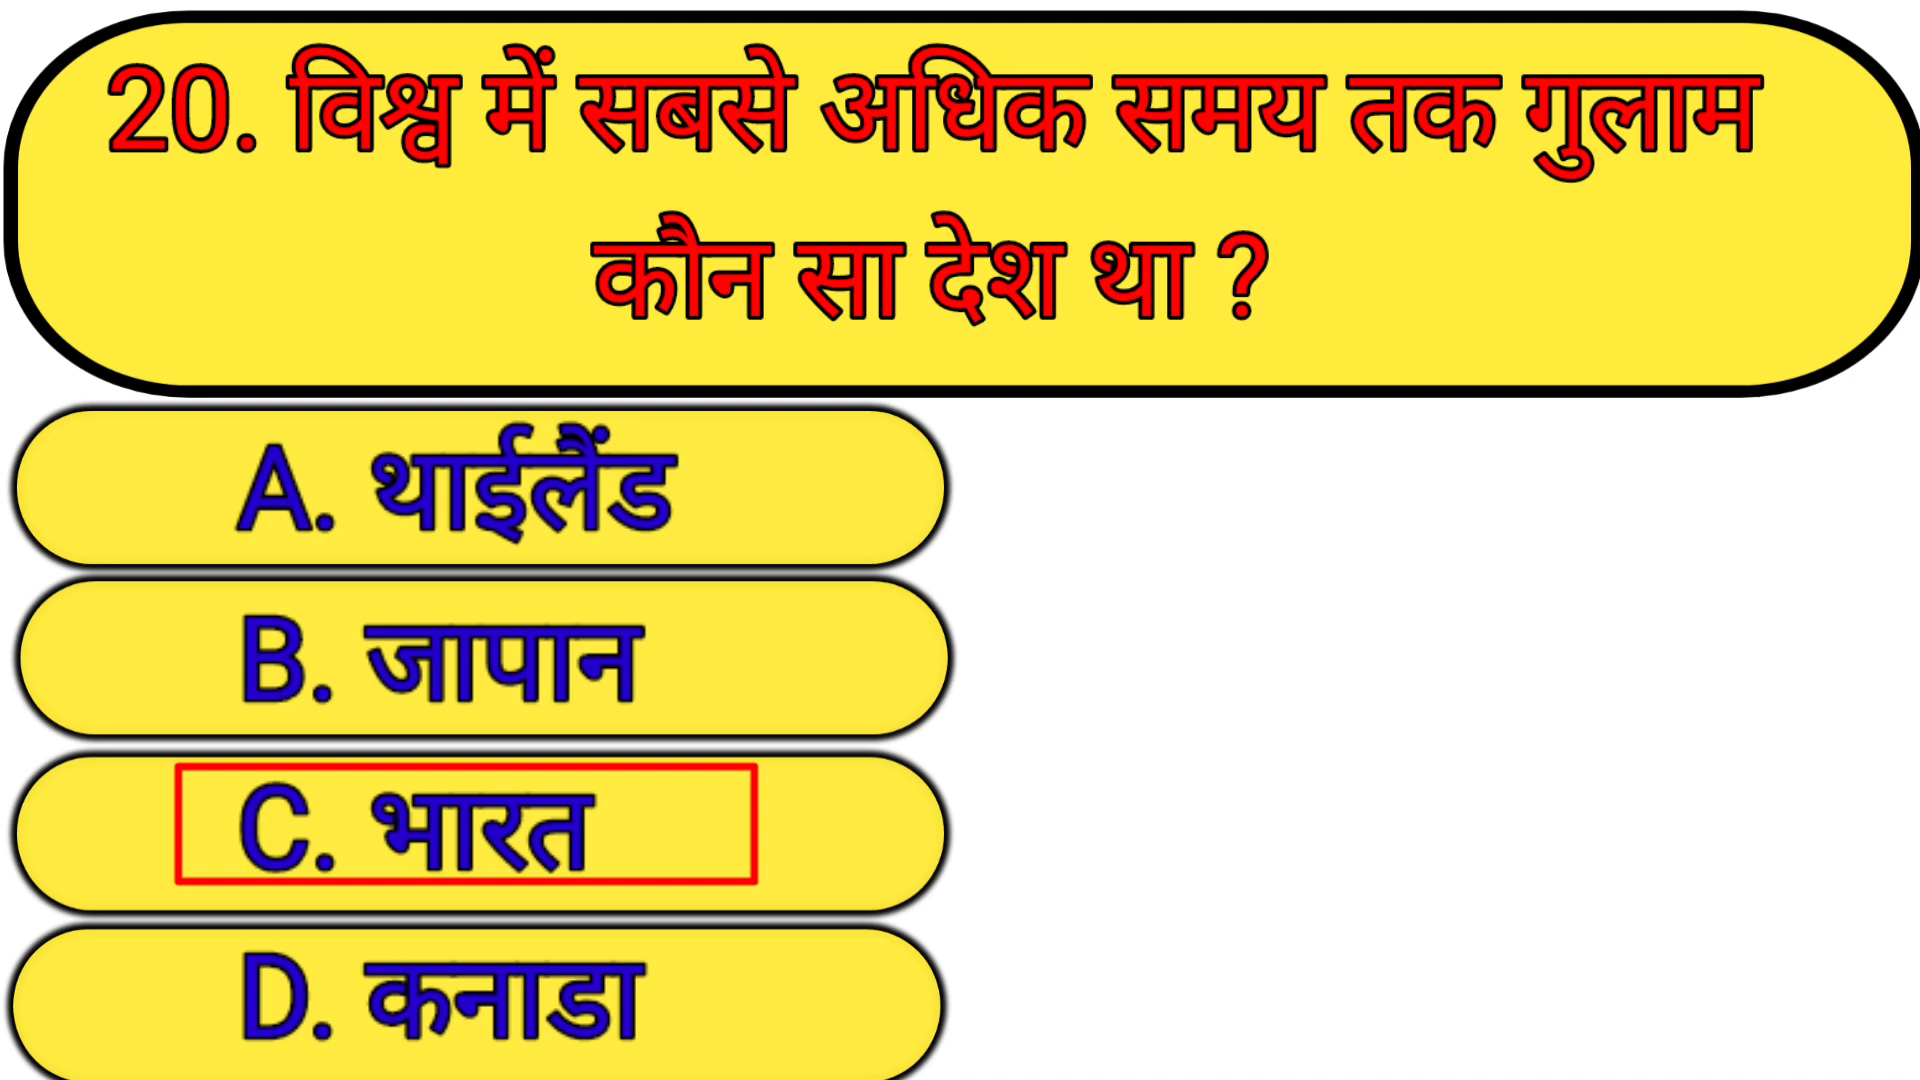 20. विश्व में सबसे अधिक समय तक गुलाम
कौन सा देश था ?
A. थाईलैंड
B. जापान
C. भारत
D. कनाडा